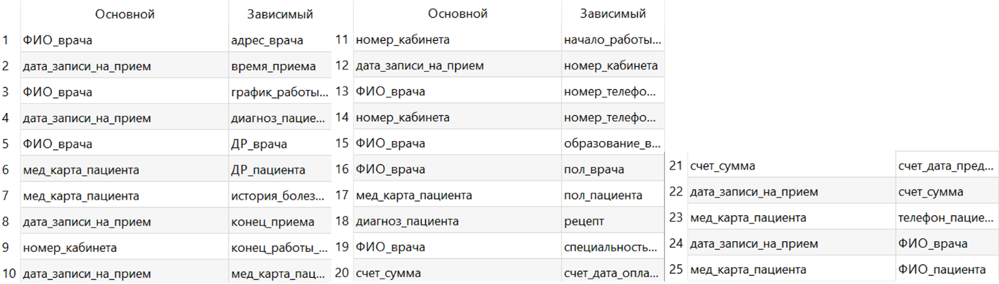 Основной Зависимый
1 ФИО_врача адрес_врача
2 дата_записи_на_прием время_приема
3 ФИО_врача график_работы...
4 дата_записи_на_прием диагноз_пацие...
5 ФИО_врача ДР_врача
6 мед_карта_пациента ДР_пациента
7 мед_карта_пациента история_болез...
8 дата_записи_на_прием конец_приема
9 номер_кабинета конец_работы_...
10 дата_записи_на_прием мед_карта_пац...
Основной Зависимый
11 номер_кабинета начало_работы...
12 дата_записи_на_прием номер_кабинета
13 ФИО_врача номер_телефо...
14 номер_кабинета номер_телефо...
15 ФИО_врача образование_в...
16 ФИО_врача пол_врача
17 мед_карта_пациента пол_пациента
18 диагноз_пациента рецепт
19 ФИО_врача специальность...
20 счет_сумма счет_дата_опла...
21 счет_сумма счет_дата_пред...
22 дата_записи_на_прием счет_сумма
23 мед_карта_пациента телефон_пацие...
24 дата_записи_на_прием ФИО_врача
25 мед_карта_пациента ФИО_пациента